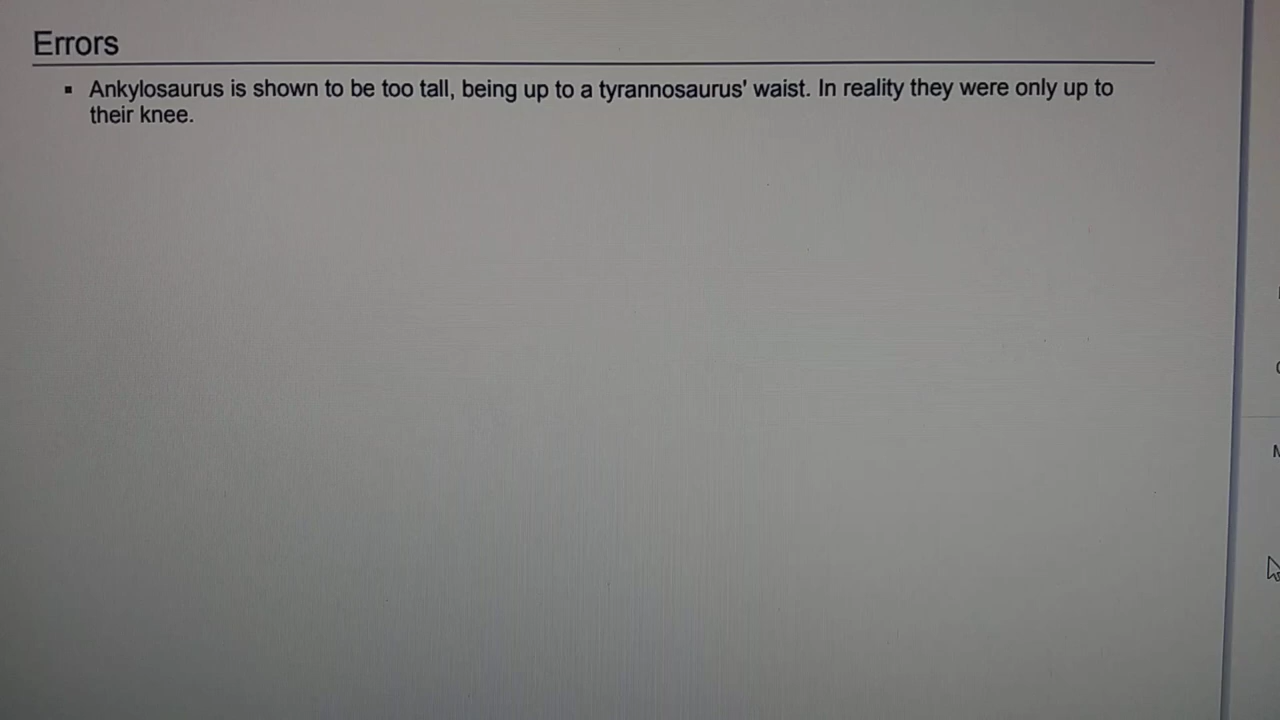 Errors
▪ Ankylosaurus is shown to be too tall, being up to a tyrannosaurus' waist. In reality they were only up to
their knee.